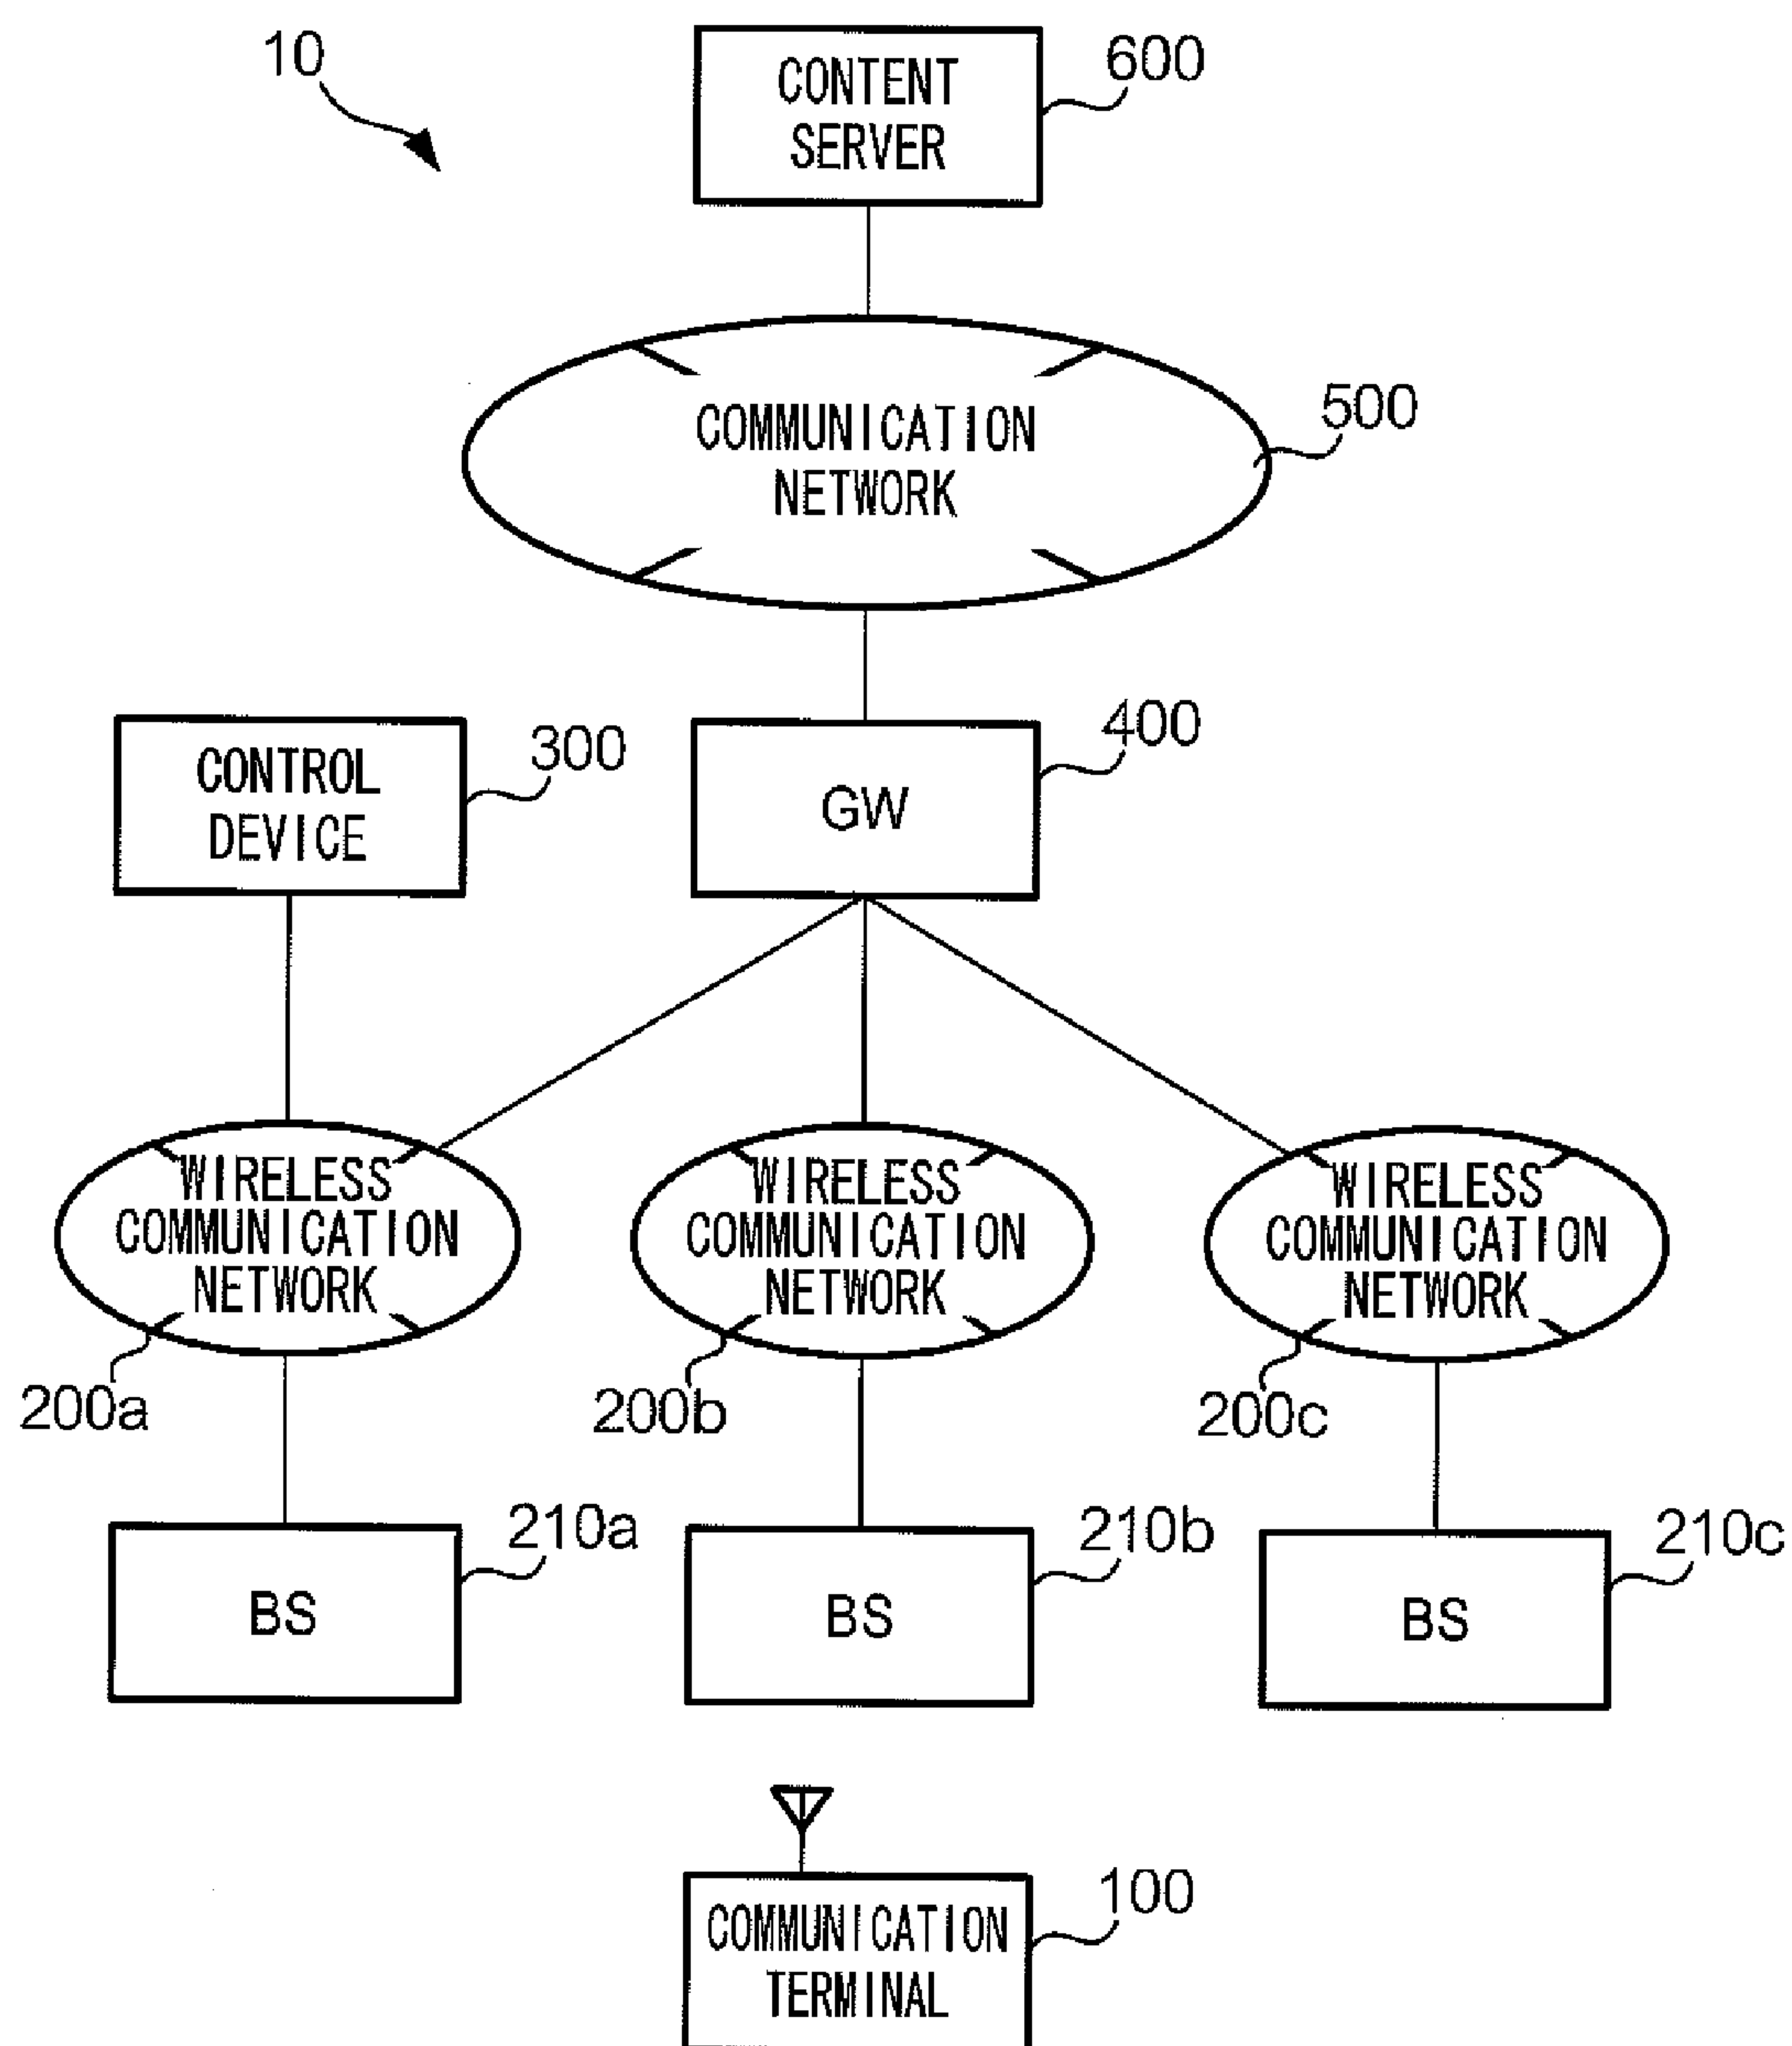 10
CONTENT
SERVER
600
COMMUNICATION
NETWORK
500
CONTROL
DEVICE
300
GW
400
WIRELESS
COMMUNICATION
NETWORK
200a
WIRELESS
COMMUNICATION
NETWORK
200b
WIRELESS
COMMUNICATION
NETWORK
200c
BS
210a
BS
210b
BS
210c
COMMUNICATION
TERMINAL
100